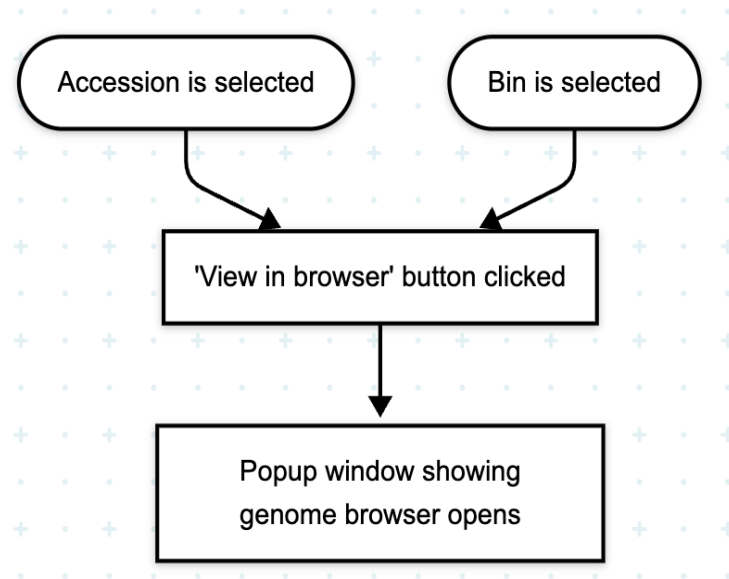 Accession is selected
Bin is selected
'View in browser' button clicked
Popup window showing
genome browser opens